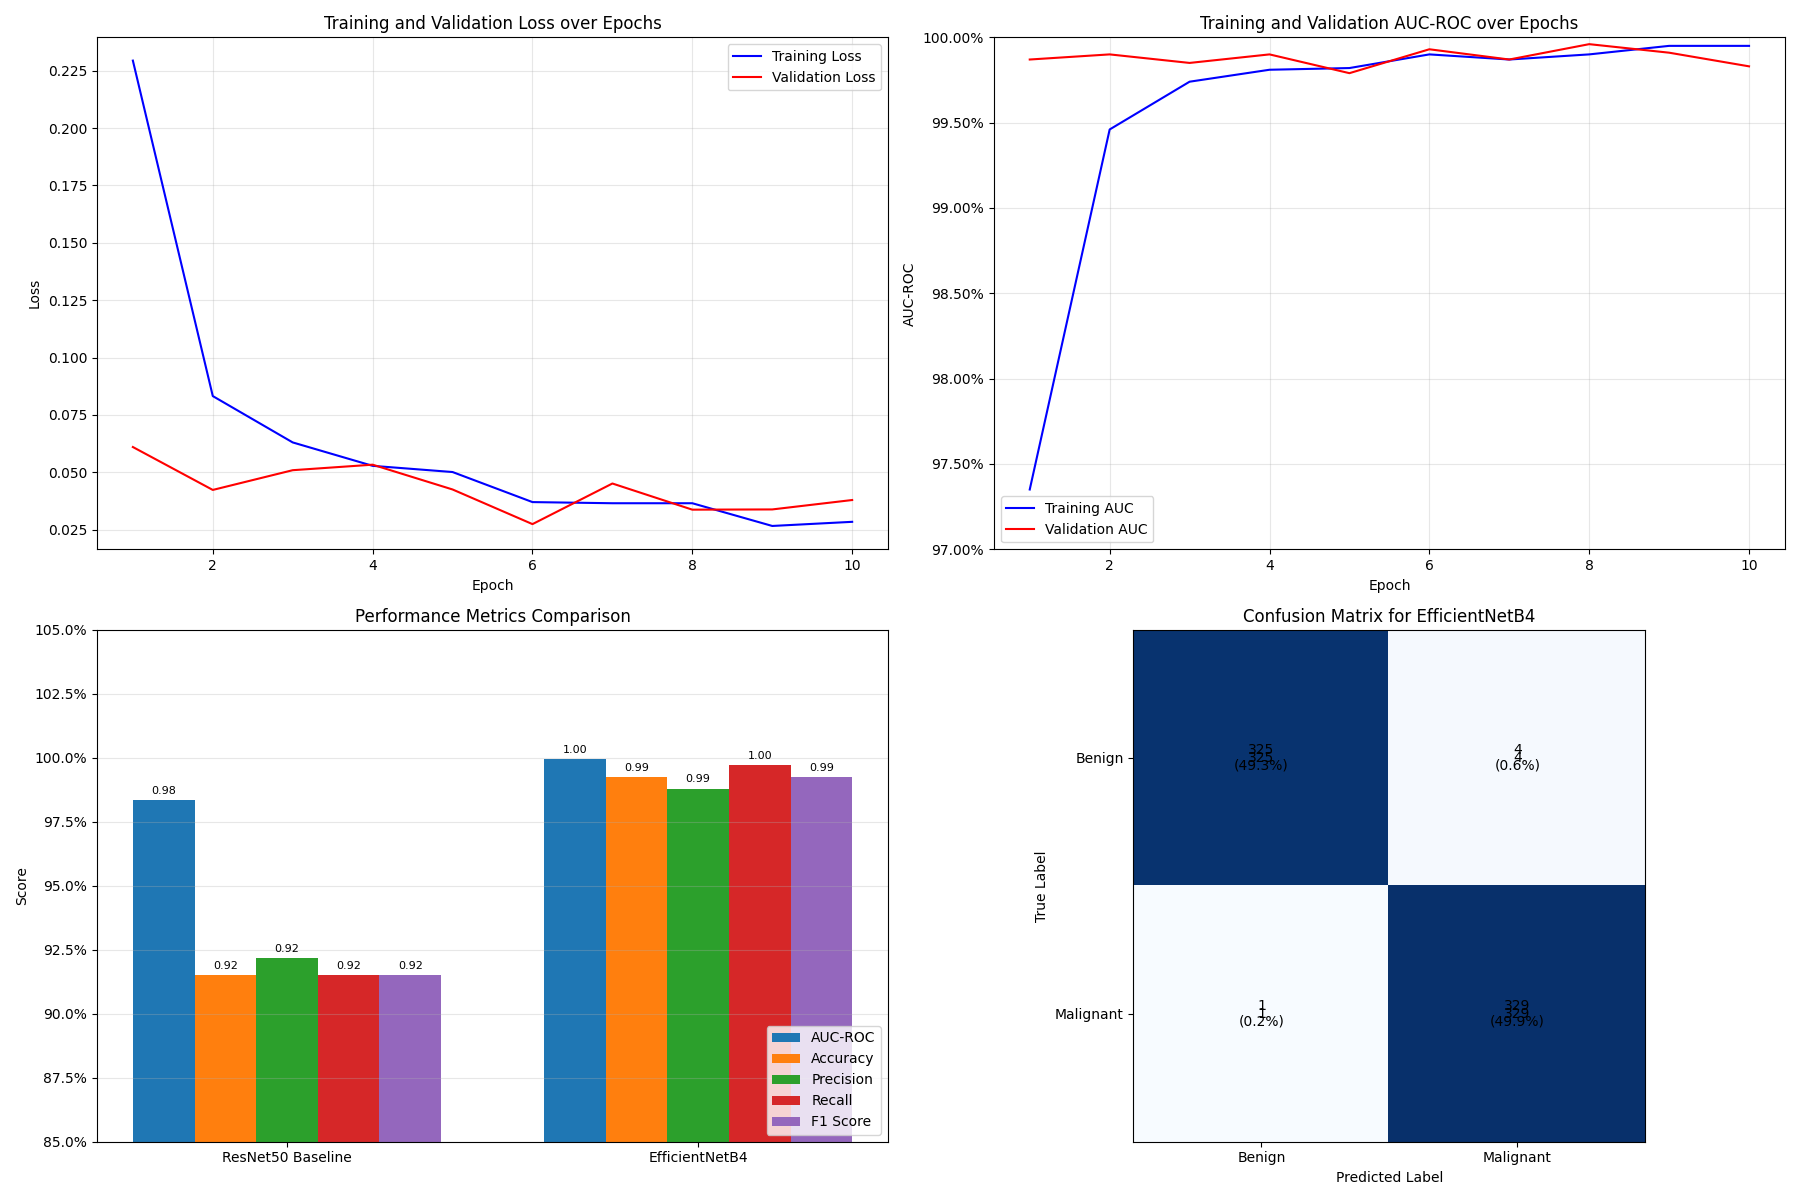 Training and Validation Loss over Epochs
0.225
0.200
0.175
0.150
0.125
0.100
0.075
0.050
0.025
Loss
Training Loss
Validation Loss
2
4
6
8
10
Epoch
Training and Validation AUC-ROC over Epochs
100.00%
99.50%
99.00%
98.50%
98.00%
97.50%
97.00%
AUC-ROC
Training AUC
Validation AUC
2
4
6
8
10
Epoch
Performance Metrics Comparison
105.0%
102.5%
100.0%
97.5%
95.0%
92.5%
90.0%
87.5%
85.0%
Score
0.98
0.92
0.92
0.92
0.92
1.00
0.99
0.99
1.00
0.99
AUC-ROC
Accuracy
Precision
Recall
F1 Score
ResNet50 Baseline
EfficientNetB4
Confusion Matrix for EfficientNetB4
True Label
Benign
325
325
(49.3%)
4
4
(0.6%)
Malignant
1
1
(0.2%)
329
329
(49.9%)
Benign
Malignant
Predicted Label